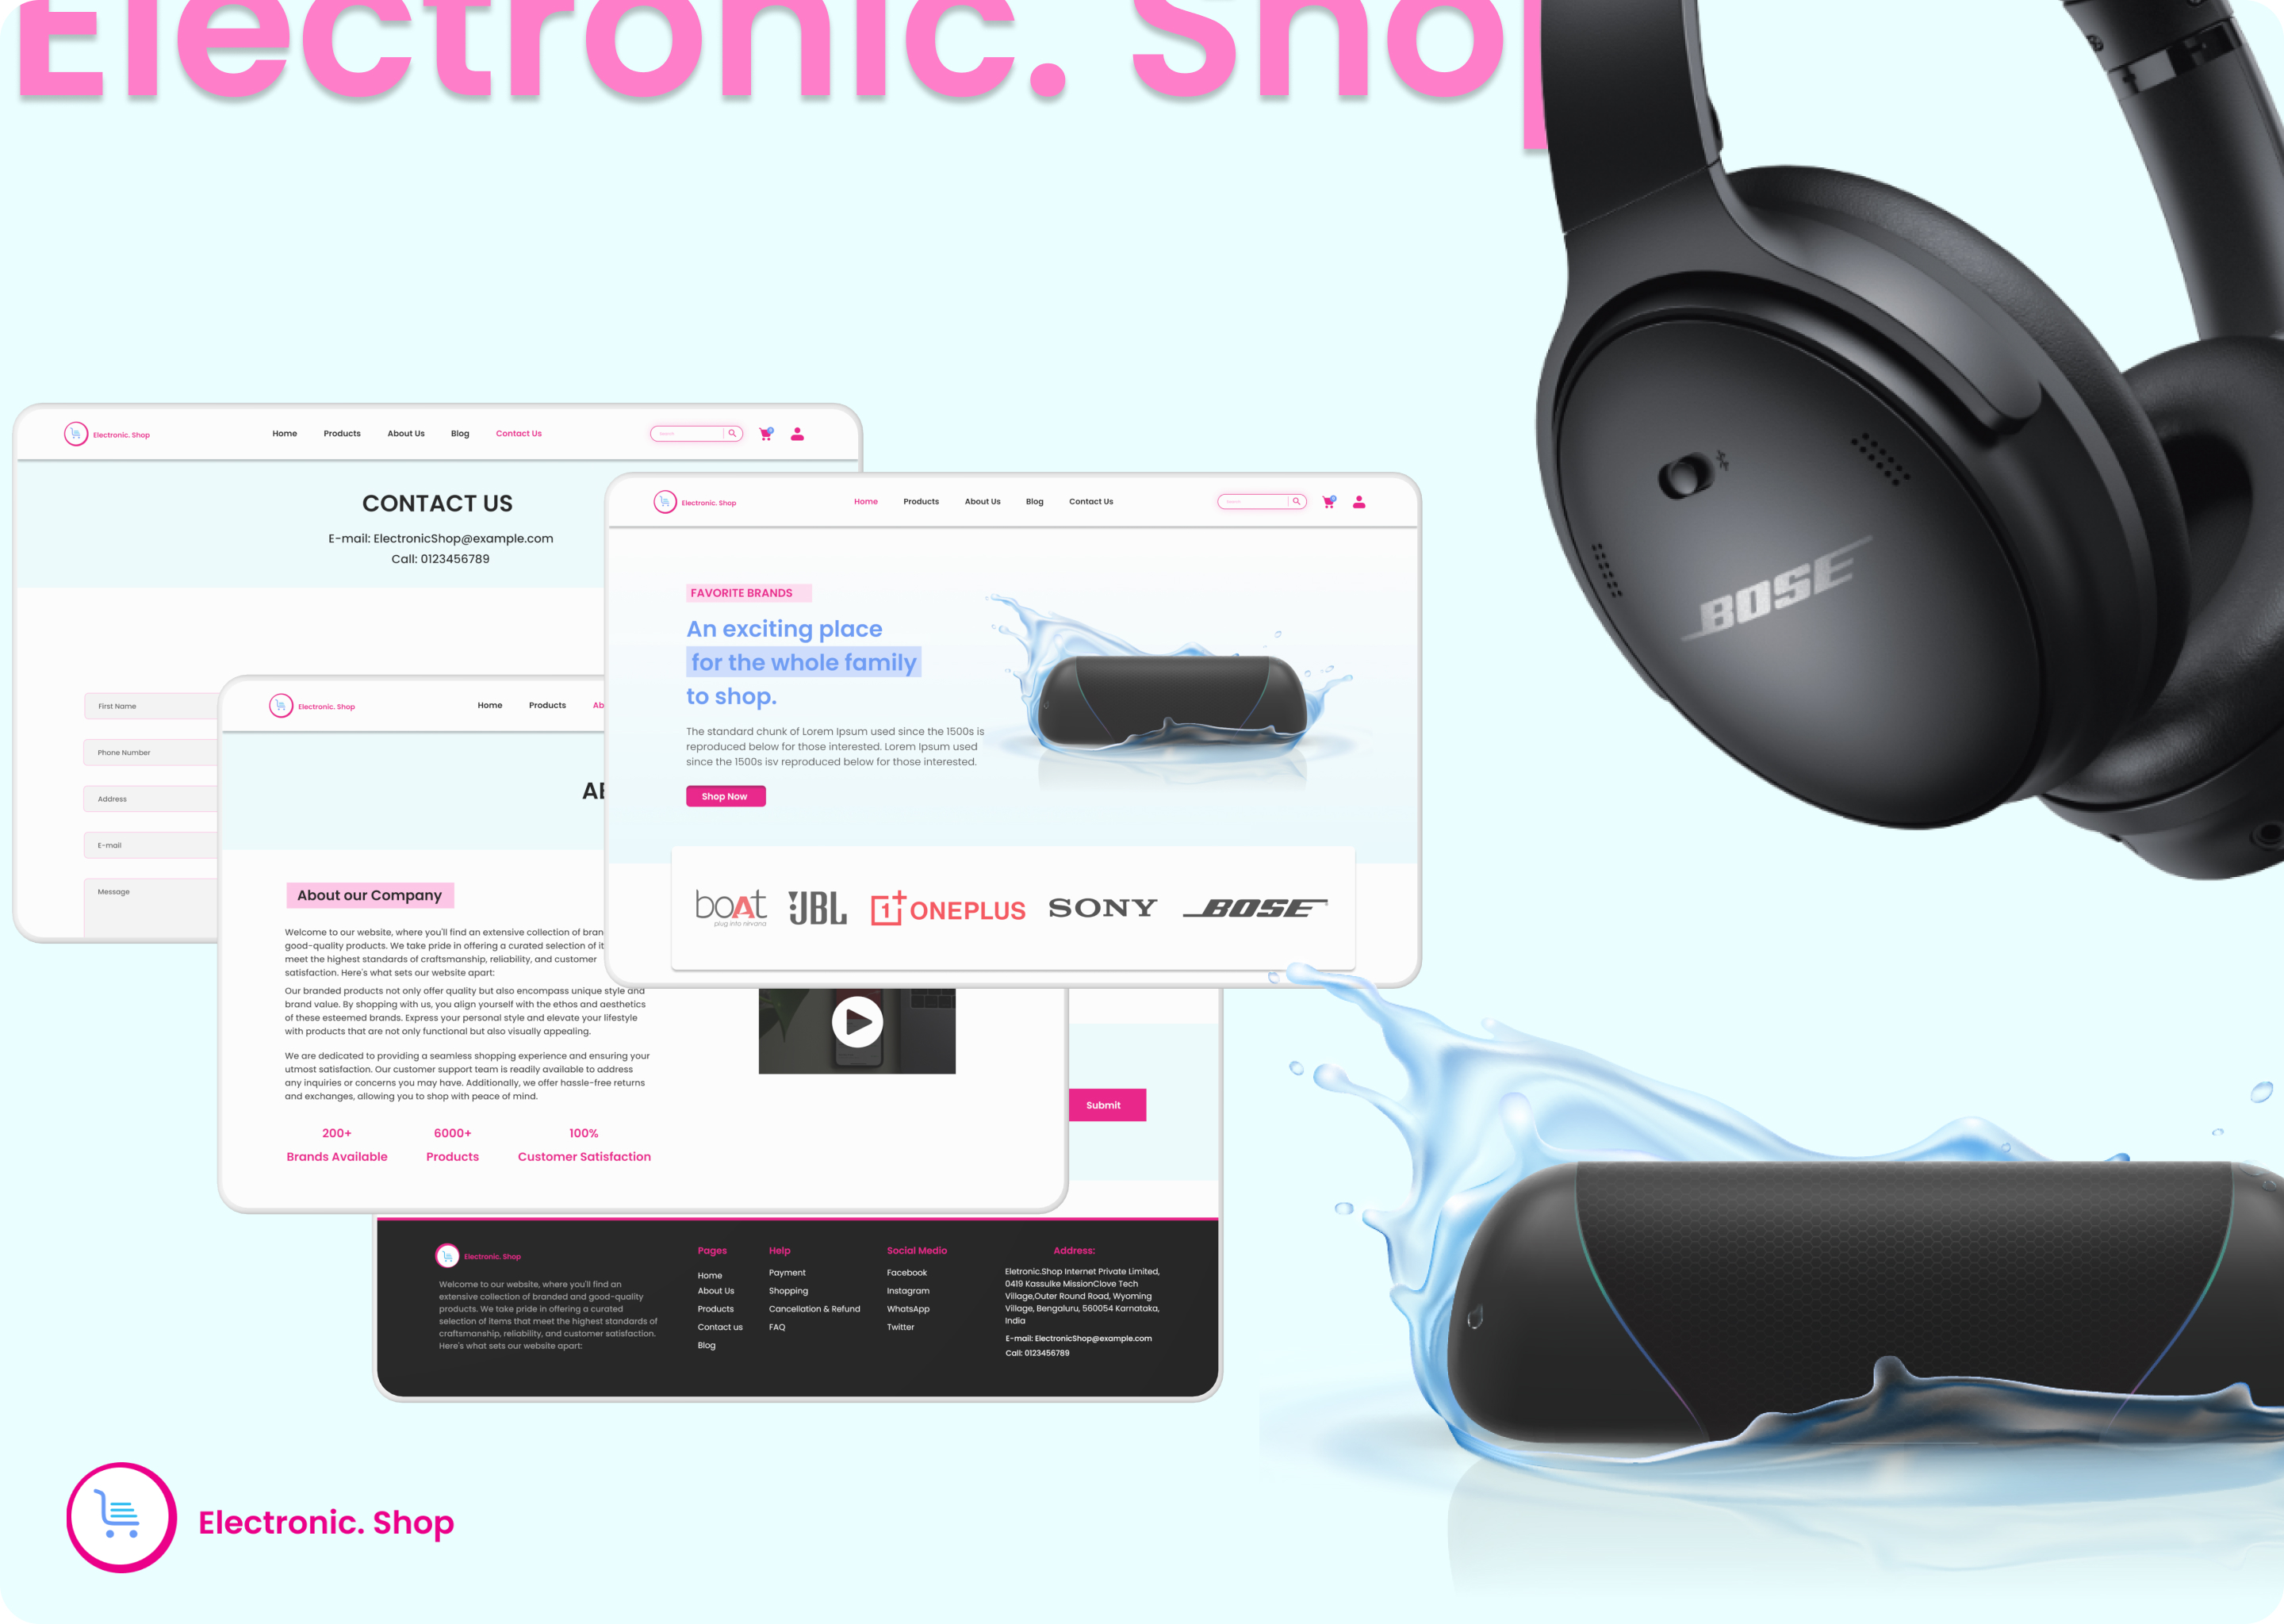 Electronic. Shop
Electronic. Shop
Home Products About Us Blog Contact Us
Search
CONTACT US
E-mail: ElectronicShop@example.com
Call: 0123456789
First Name
Phone Number
Address
E-mail
Message
Electronic. Shop
Home Products About Us Blog Contact Us
Search
FAVORITE BRANDS
An exciting place
for the whole family
to shop.
The standard chunk of Lorem Ipsum used since the 1500s is
reproduced below for those interested. Lorem Ipsum used
since the 1500s isv reproduced below for those interested.
Shop Now
boAt
plug into nirvana
JBL
1+ ONEPLUS
SONY
BOSE
Electronic. Shop
Home Products Ab
AB
About our Company
Welcome to our website, where you'll find an extensive collection of bran
good-quality products. We take pride in offering a curated selection of it
meet the highest standards of craftsmanship, reliability, and customer
satisfaction. Here's what sets our website apart:
Our branded products not only offer quality but also encompass unique style and
brand value. By shopping with us, you align yourself with the ethos and aesthetics
of these esteemed brands. Express your personal style and elevate your lifestyle
with products that are not only functional but also visually appealing.
We are dedicated to providing a seamless shopping experience and ensuring your
utmost satisfaction. Our customer support team is readily available to address
any inquiries or concerns you may have. Additionally, we offer hassle-free returns
and exchanges, allowing you to shop with peace of mind.
200+ 6000+ 100%
Brands Available Products Customer Satisfaction
Submit
Electronic. Shop
Welcome to our website, where you'll find an
extensive collection of branded and good-quality
products. We take pride in offering a curated
selection of items that meet the highest standards of
craftsmanship, reliability, and customer satisfaction.
Here's what sets our website apart:
Pages
Home
About Us
Products
Contact us
Blog
Help
Payment
Shopping
Cancellation & Refund
FAQ
Social Medio
Facebook
Instagram
WhatsApp
Twitter
Address:
Eletronic.Shop Internet Private Limited,
0419 Kassulke MissionClove Tech
Village,Outer Round Road, Wyoming
Village, Bengaluru, 560054 Karnataka,
India
E-mail: ElectronicShop@example.com
Call: 0123456789
BOSE
Electronic. Shop